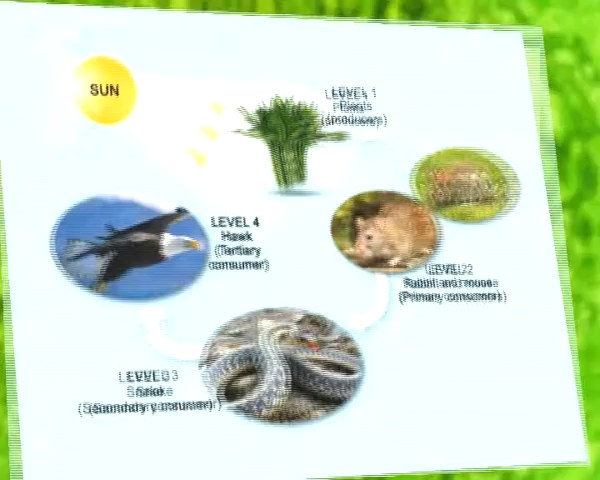 SUN
LEVEL 1
Plants
(producers)
LEVEL 4
Hawk
(Tertiary
consumer)
LEVEL 2
Rabbit and mouse
(Primary consumers)
LEVEL 3
Snake
(Secondary consumer)